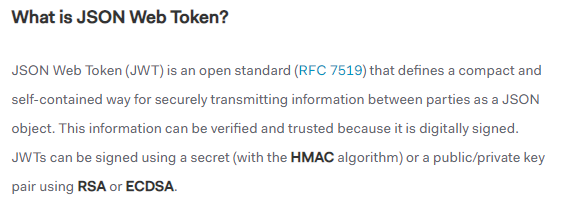 What is JSON Web Token?
JSON Web Token (JWT) is an open standard (RFC 7519) that defines a compact and
self-contained way for securely transmitting information between parties as a JSON
object. This information can be verified and trusted because it is digitally signed.
JWTs can be signed using a secret (with the HMAC algorithm) or a public/private key
pair using RSA or ECDSA.